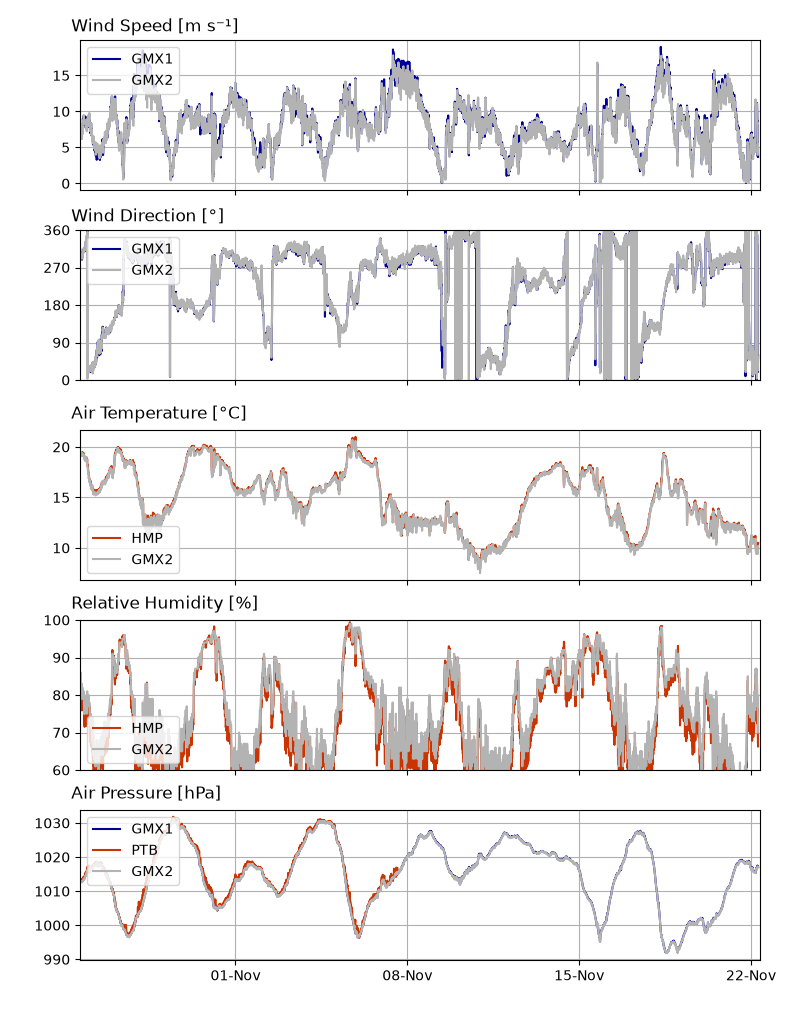 Wind Speed [m s⁻¹]
GMX1
GMX2
15
10
5
0
Wind Direction [°]
360
GMX1
GMX2
270
180
90
0
Air Temperature [°C]
20
15
HMP
10
GMX2
Relative Humidity [%]
100
90
80
70
HMP
GMX2
60
Air Pressure [hPa]
1030
GMX1
PTB
1020
GMX2
1010
1000
990
01-Nov 08-Nov 15-Nov 22-Nov